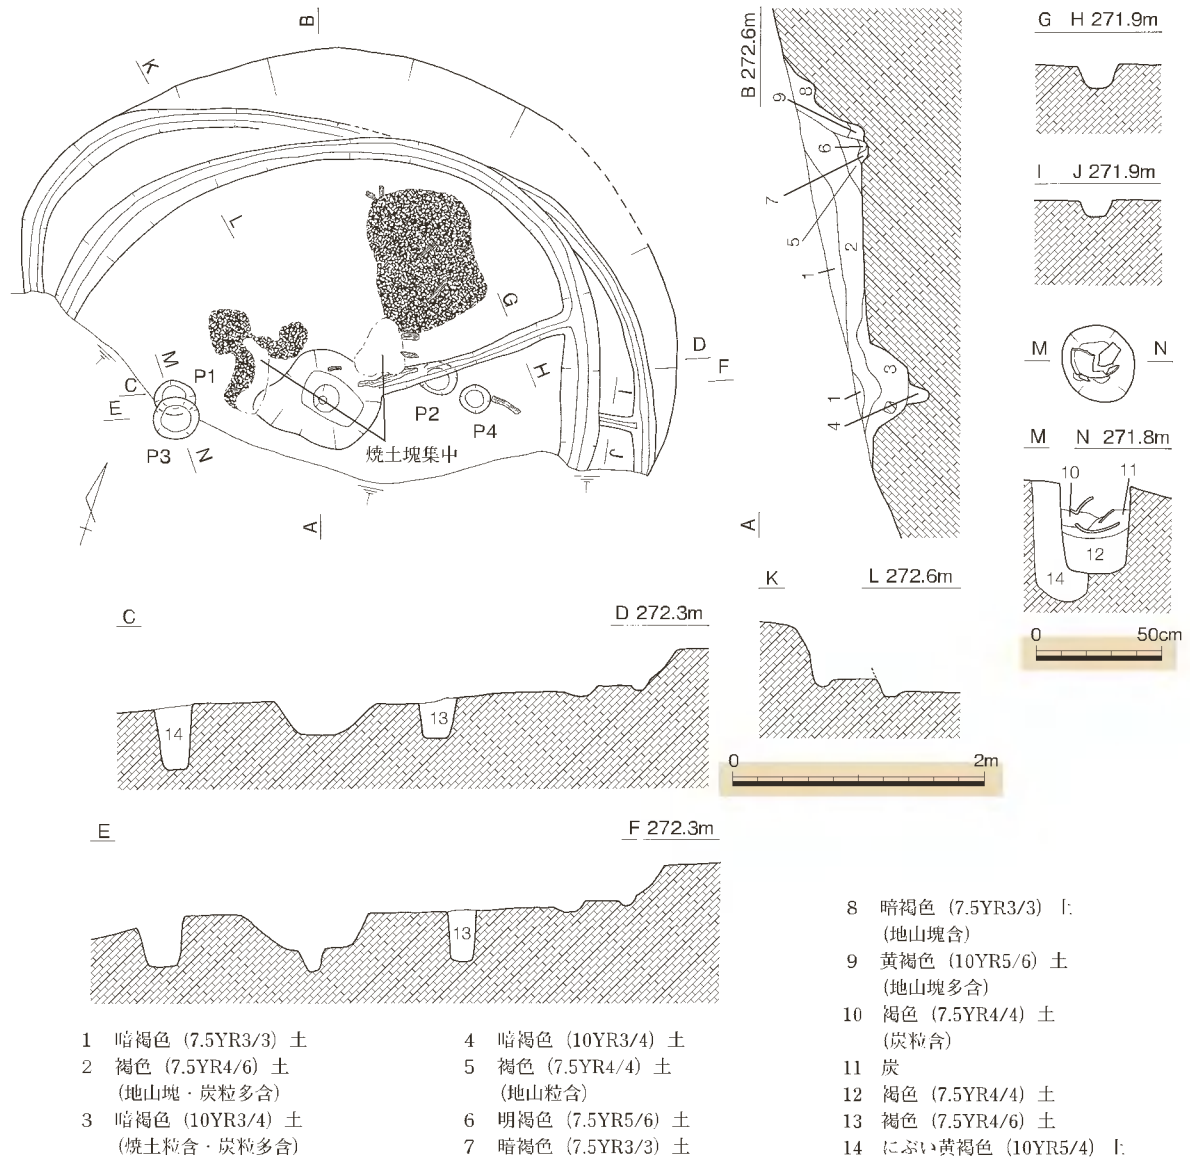 B
K
L
G
H
I
J
D
F
M
C
P1
E
P3
N
P2
P4
焼土塊集中
A
B 272.6m
9
8
6
7
5
2
1
3
1
4
A
G H 271.9m
I J 271.9m
M N
M N 271.8m
10 11
12
14
0 50cm
K L 272.6m
0 2m
C D 272.3m
14 13
E F 272.3m
13
1 暗褐色 (7.5YR3/3) 土
2 褐色 (7.5YR4/6) 土
(地山塊・炭粒多含)
3 暗褐色 (10YR3/4) 土
(焼土粒含・炭粒多含)
4 暗褐色 (10YR3/4) 土
5 褐色 (7.5YR4/4) 土
(地山粒含)
6 明褐色 (7.5YR5/6) 土
7 暗褐色 (7.5YR3/3) 土
8 暗褐色 (7.5YR3/3) 土
(地山塊含)
9 黄褐色 (10YR5/6) 土
(地山塊多含)
10 褐色 (7.5YR4/4) 土
(炭粒含)
11 炭
12 褐色 (7.5YR4/4) 土
13 褐色 (7.5YR4/6) 土
14 にぶい黄褐色 (10YR5/4) 土